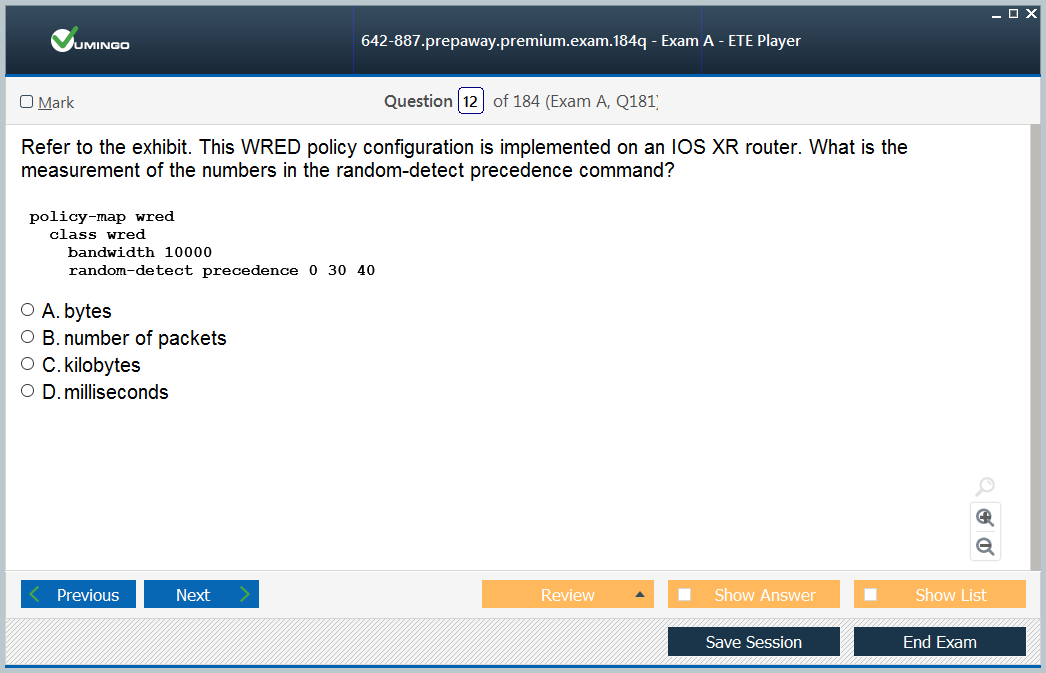 VUMINGO
642-887.prepaway.premium.exam.184q - Exam A - ETE Player
Mark
Question 12 of 184 (Exam A, Q181)
Refer to the exhibit. This WRED policy configuration is implemented on an IOS XR router. What is the
measurement of the numbers in the random-detect precedence command?
policy-map wred
class wred
bandwidth 10000
random-detect precedence 0 30 40
A. bytes
B. number of packets
C. kilobytes
D. milliseconds
Previous
Next
Review
Show Answer
Show List
Save Session
End Exam